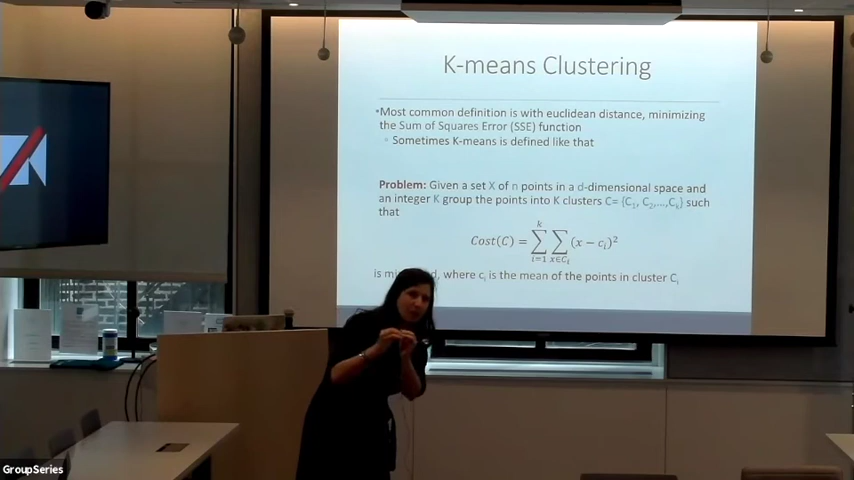 K-means Clustering
▪Most common definition is with euclidean distance, minimizing
the Sum of Squares Error (SSE) function
◦ Sometimes K-means is defined like that
Problem: Given a set X of n points in a d-dimensional space and
an integer K group the points into K clusters C= {C₁, C₂,…,Cₖ} such
that
Cost(C) = ∑ᵢ₌₁ᵏ ∑ₓ∈Cᵢ (x − cᵢ)²
is, where cᵢ is the mean of the points in cluster Cᵢ
GroupSeries